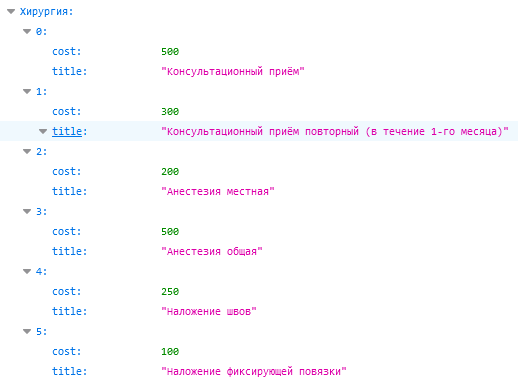 Хирургия:
0:
cost: 500
title: "Консультационный приём"
1:
cost: 300
title: "Консультационный приём повторный (в течение 1-го месяца)"
2:
cost: 200
title: "Анестезия местная"
3:
cost: 500
title: "Анестезия общая"
4:
cost: 250
title: "Наложение швов"
5:
cost: 100
title: "Наложение фиксирующей повязки"